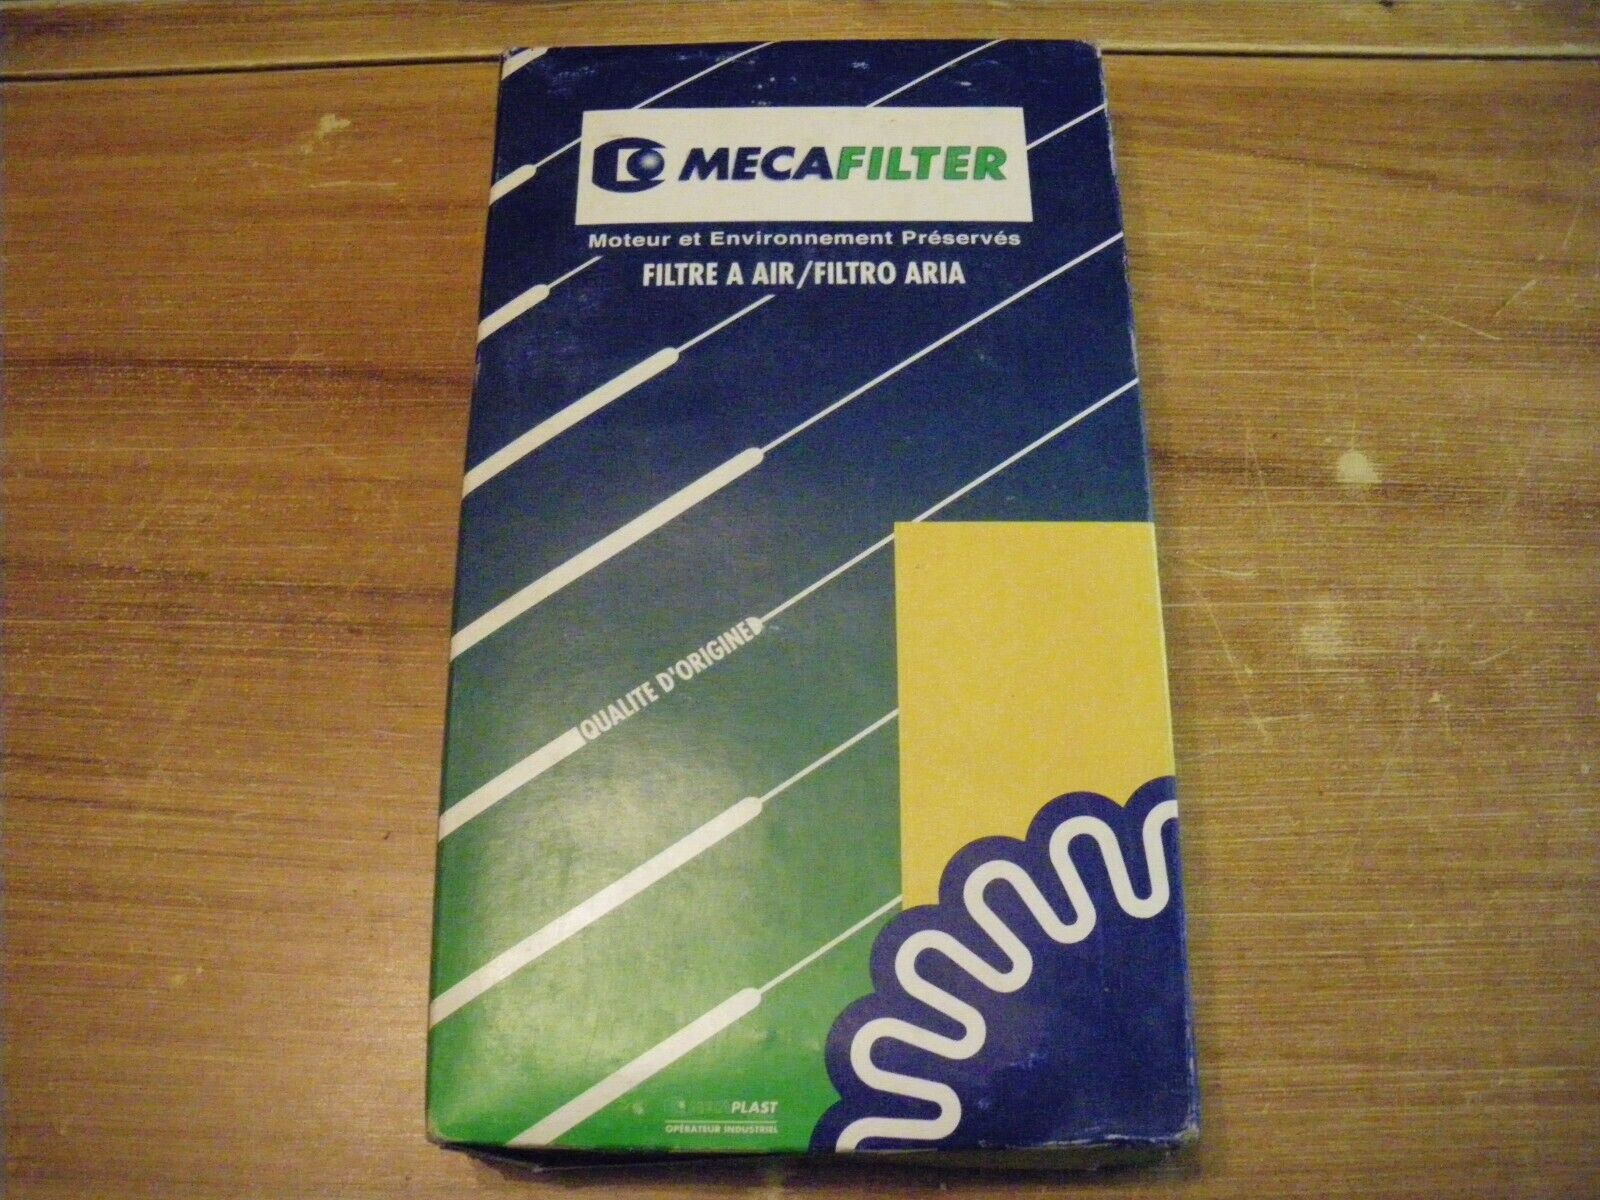 MECAFILTER
Moteur et Environnement Préservés
FILTRE A AIR/FILTRO ARIA
QUALITE D'ORIGINE
PLAST
OPÉRATEUR INDUSTRIEL